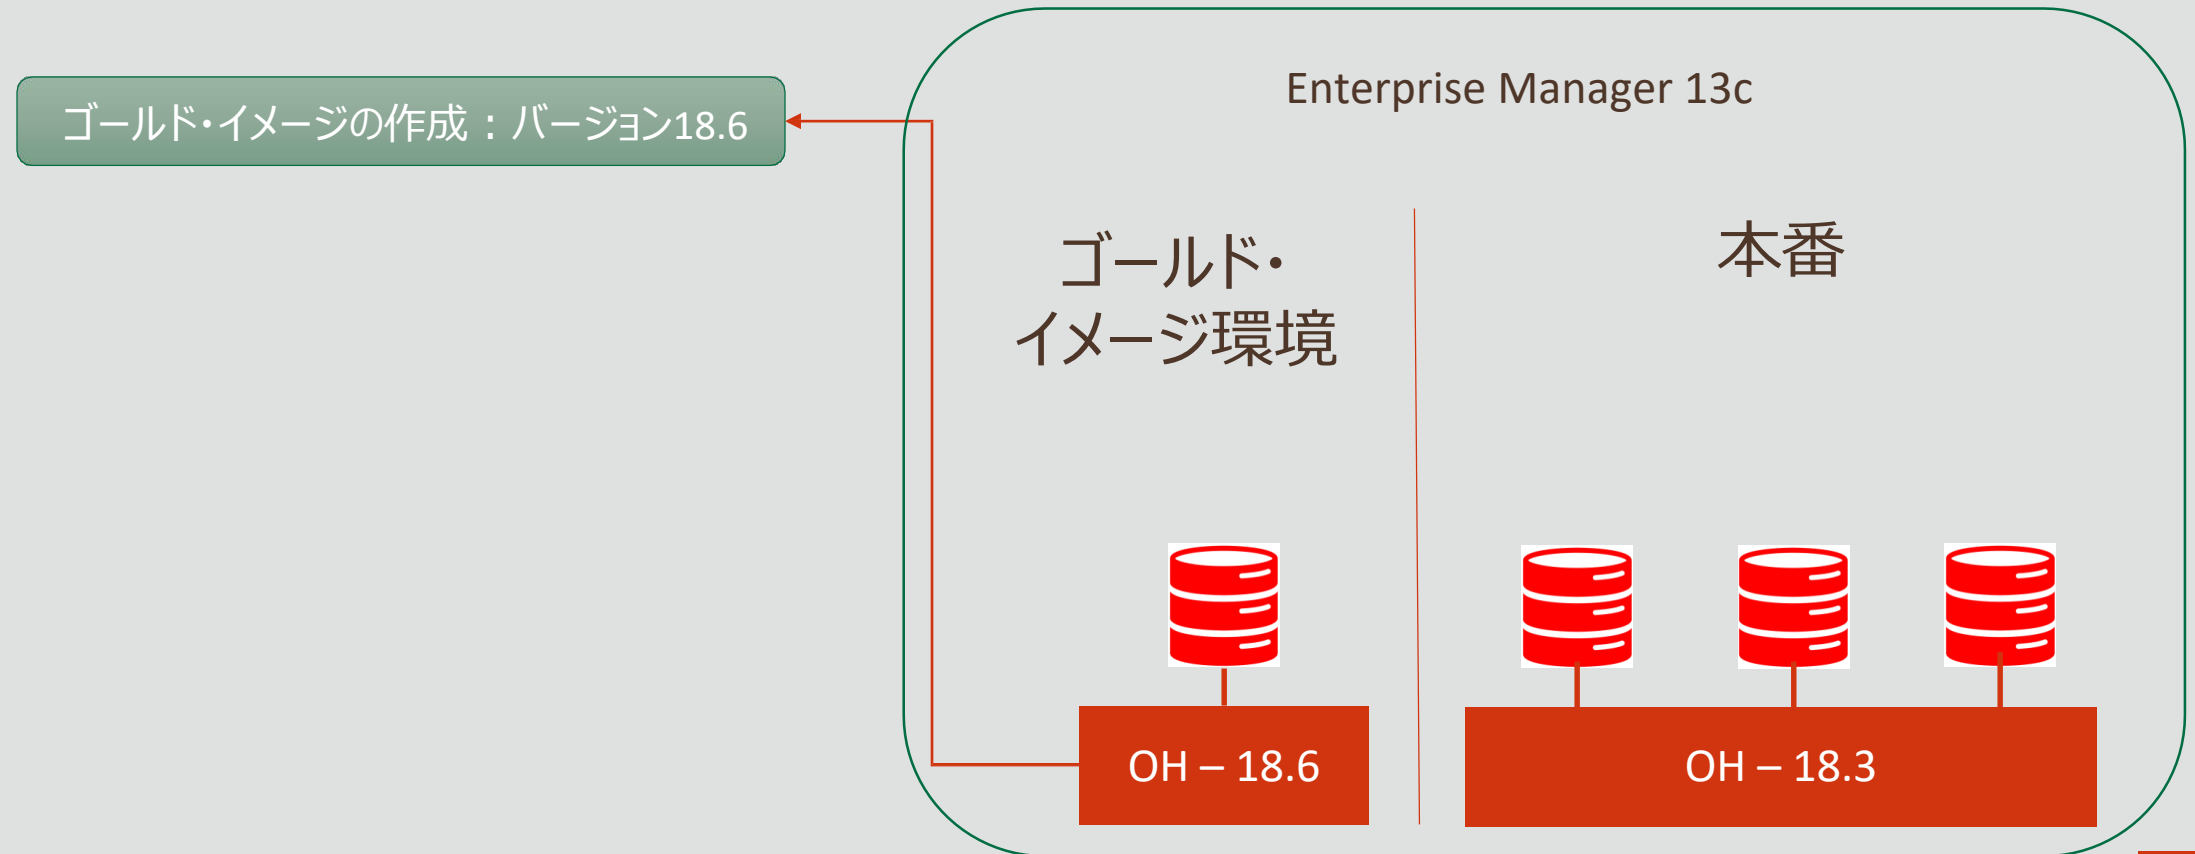 Enterprise Manager 13c
ゴールド・イメージの作成：バージョン18.6
ゴールド・
イメージ環境
本番
OH – 18.6
OH – 18.3